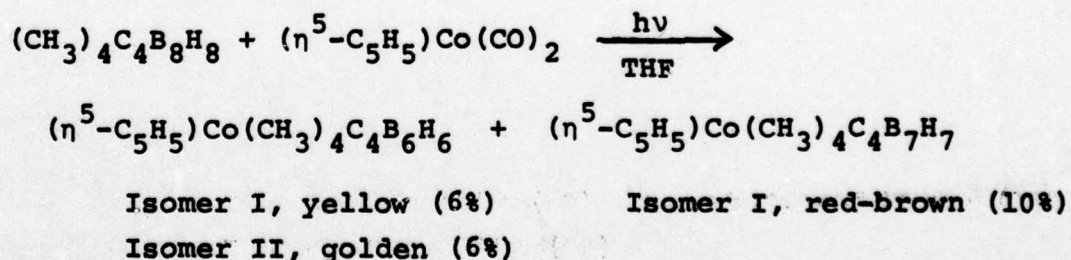 (CH₃)₄C₄B₈H₈ + (η⁵-C₅H₅)Co(CO)₂ hν
THF
(η⁵-C₅H₅)Co(CH₃)₄C₄B₆H₆ + (η⁵-C₅H₅)Co(CH₃)₄C₄B₇H₇
Isomer I, yellow (6%) Isomer I, red-brown (10%)
Isomer II, golden (6%)